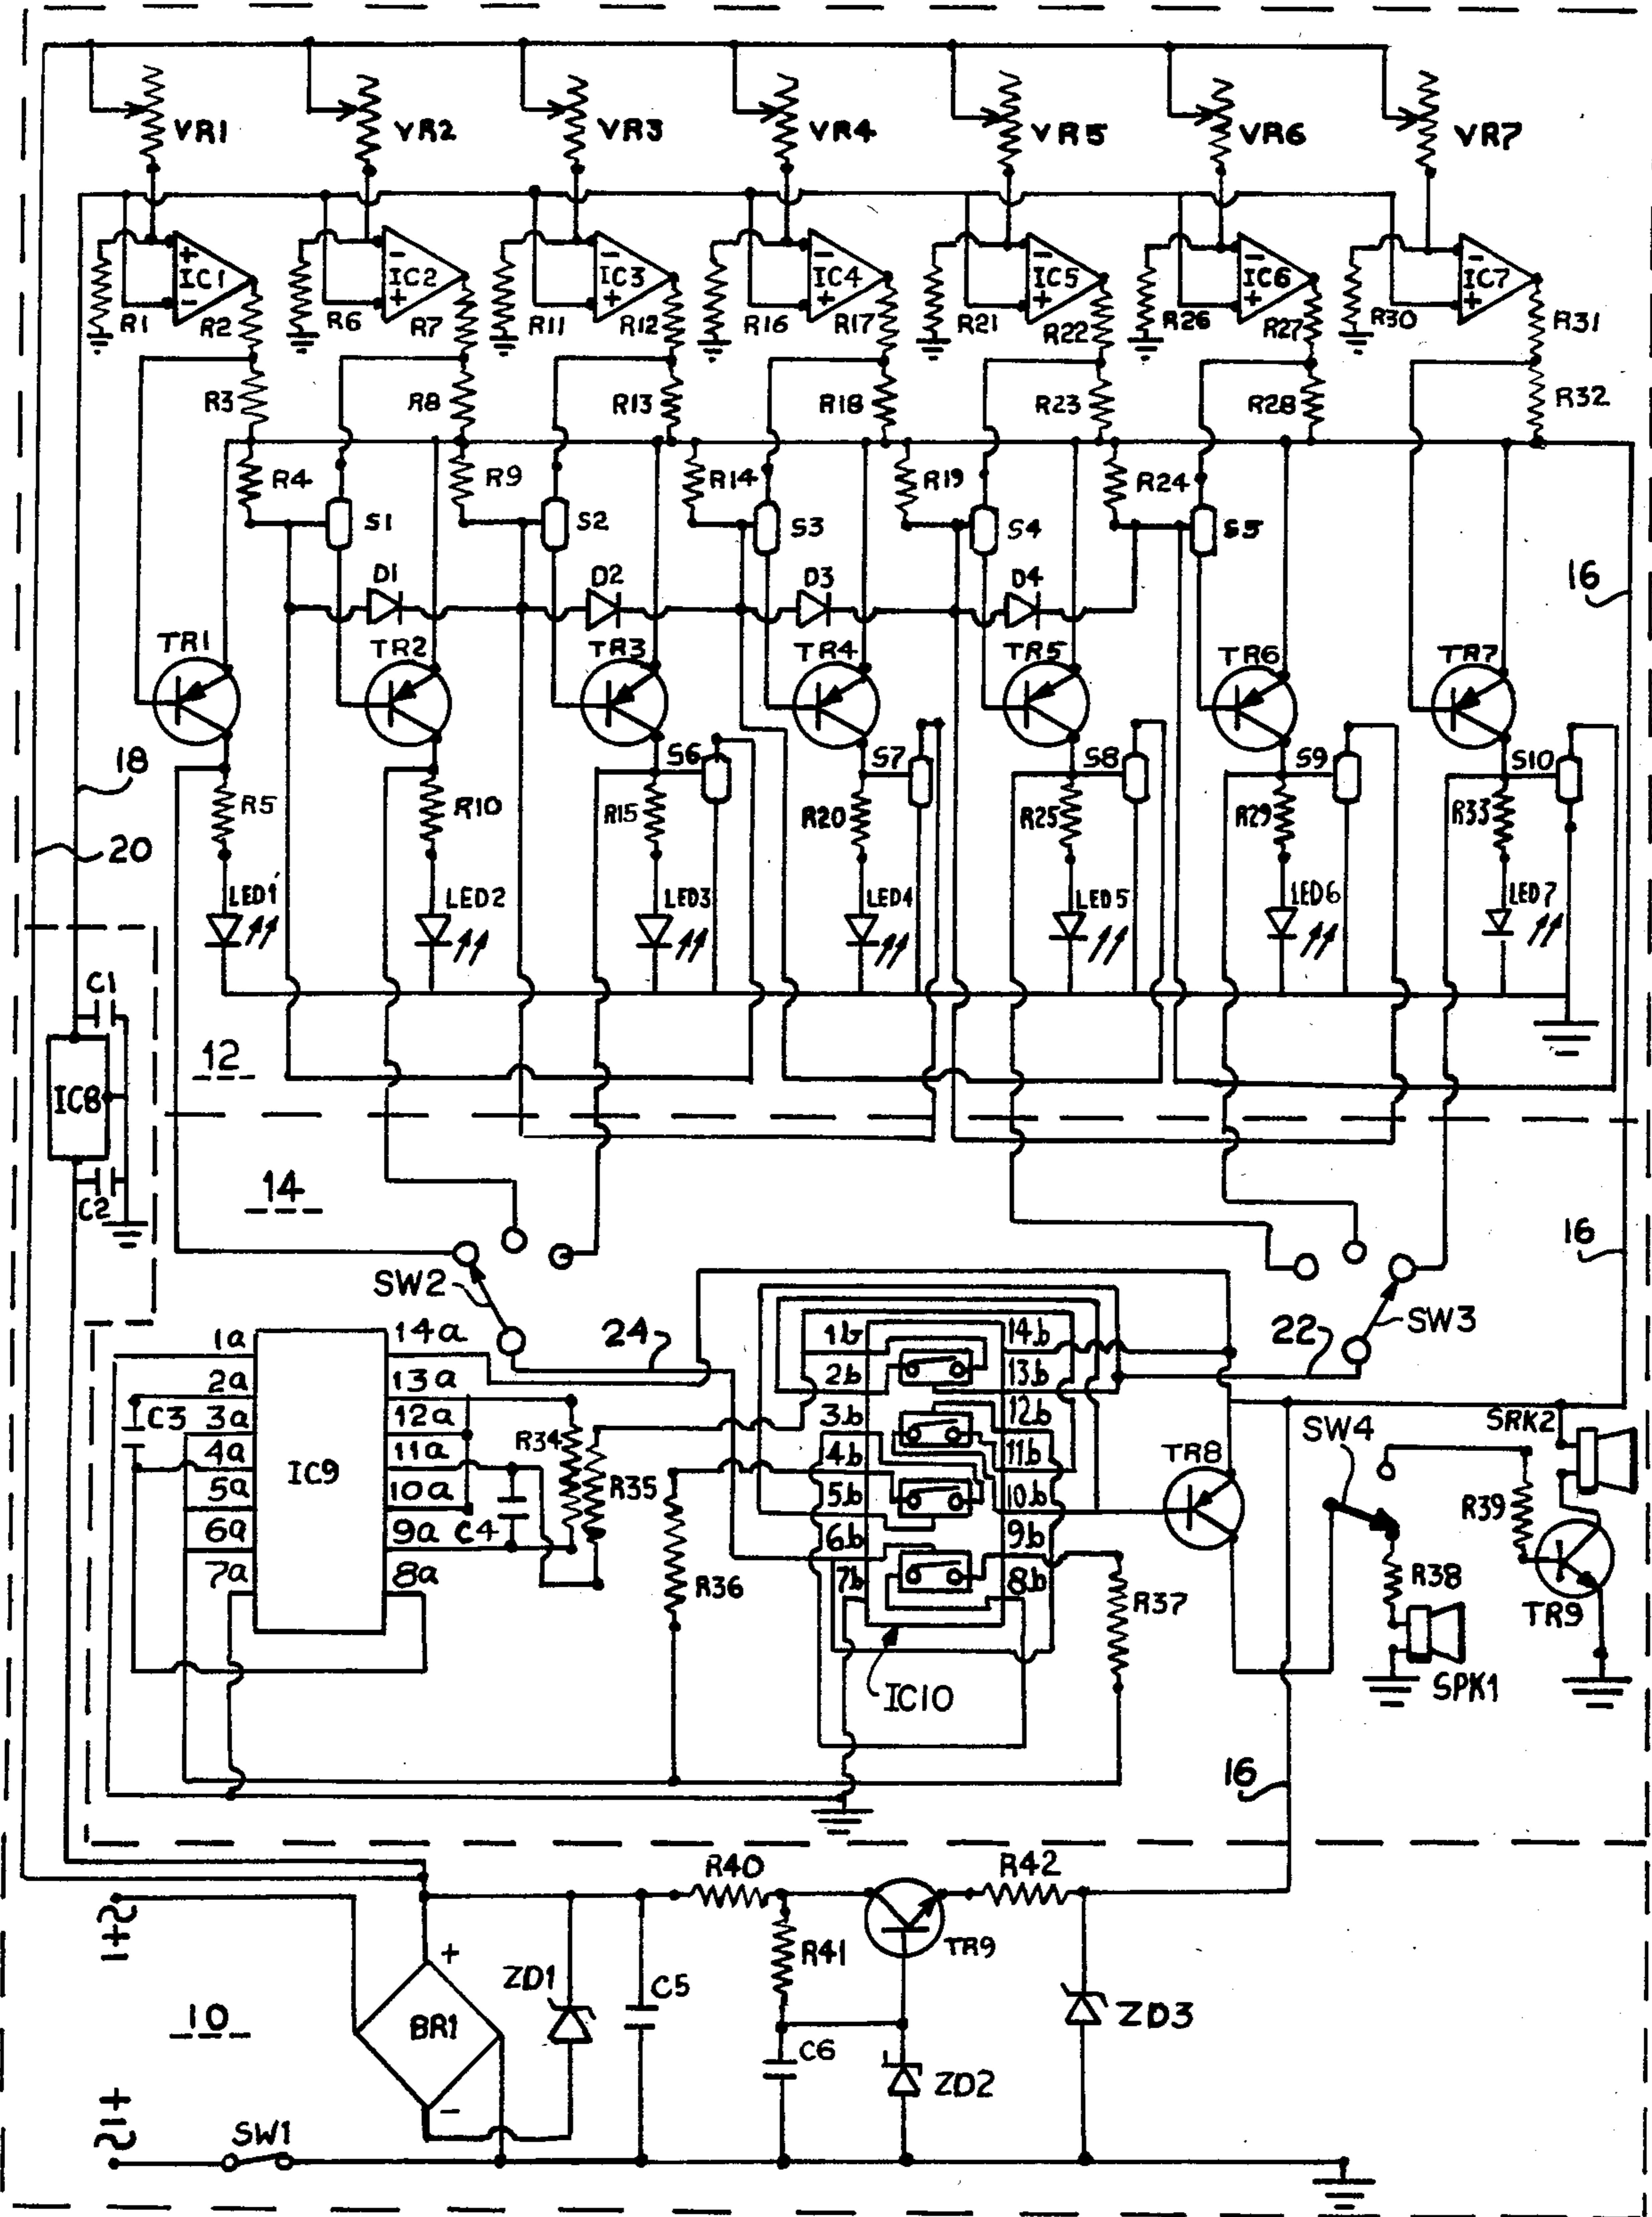 VR1 VR2 VR3 VR4 VR5 VR6 VR7
+ - - - - - -
IC1 IC2 IC3 IC4 IC5 IC6 IC7
- + + + + + +
R1 R2 R6 R7 R11 R12 R16 R17 R21 R22 R26 R27 R30 R31
R3 R8 R13 R18 R23 R28 R32
R4 R9 R14 R19 R24
S1 S2 S3 S4 S5
D1 D2 D3 D4 16
TR1 TR2 TR3 TR4 TR5 TR6 TR7
18 S6 S7 S8 S9 S10
R5 R10 R15 R20 R25 R29 R33
20
LED1 LED2 LED3 LED4 LED5 LED6 LED7
C1
12
IC8
14
C2
16
SW2 SW3
24 22
1a 14a 1b 14b
2a 13a 2b 13b
3a 12a 3b 12b
4a 11a 4b 11b
5a 10a 5b 10b
6a 9a 6b 9b
7a 8a 7b 8b
C3 IC9 C4 R34 R35 R36 R37
TR8 SW4 SRK2
R39
R38
TR9
IC10 SPK1
16
R40 R42
R41 TR9
+
ZD1 C5 ZD3
10 BR1
C6 ZD2
-
SW1